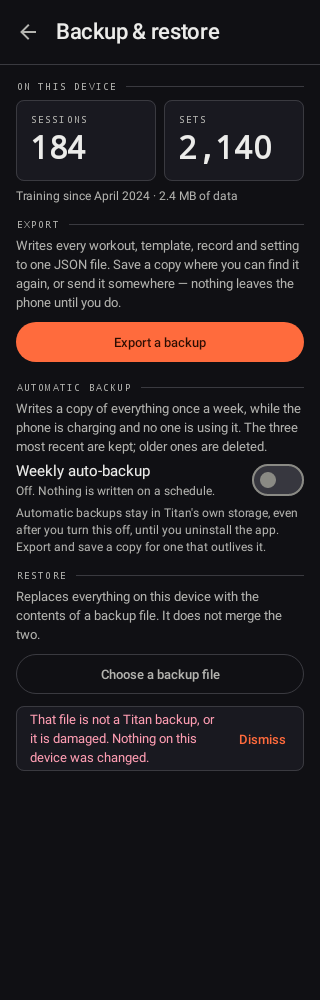 Backup & restore
ON THIS DEVICE
SESSIONS
184
SETS
2,140
Training since April 2024 · 2.4 MB of data
EXPORT
Writes every workout, template, record and setting
to one JSON file. Save a copy where you can find it
again, or send it somewhere — nothing leaves the
phone until you do.
Export a backup
AUTOMATIC BACKUP
Writes a copy of everything once a week, while the
phone is charging and no one is using it. The three
most recent are kept; older ones are deleted.
Weekly auto-backup
Off. Nothing is written on a schedule.
Automatic backups stay in Titan's own storage, even
after you turn this off, until you uninstall the app.
Export and save a copy for one that outlives it.
RESTORE
Replaces everything on this device with the
contents of a backup file. It does not merge the
two.
Choose a backup file
That file is not a Titan backup, or
it is damaged. Nothing on this
device was changed.
Dismiss